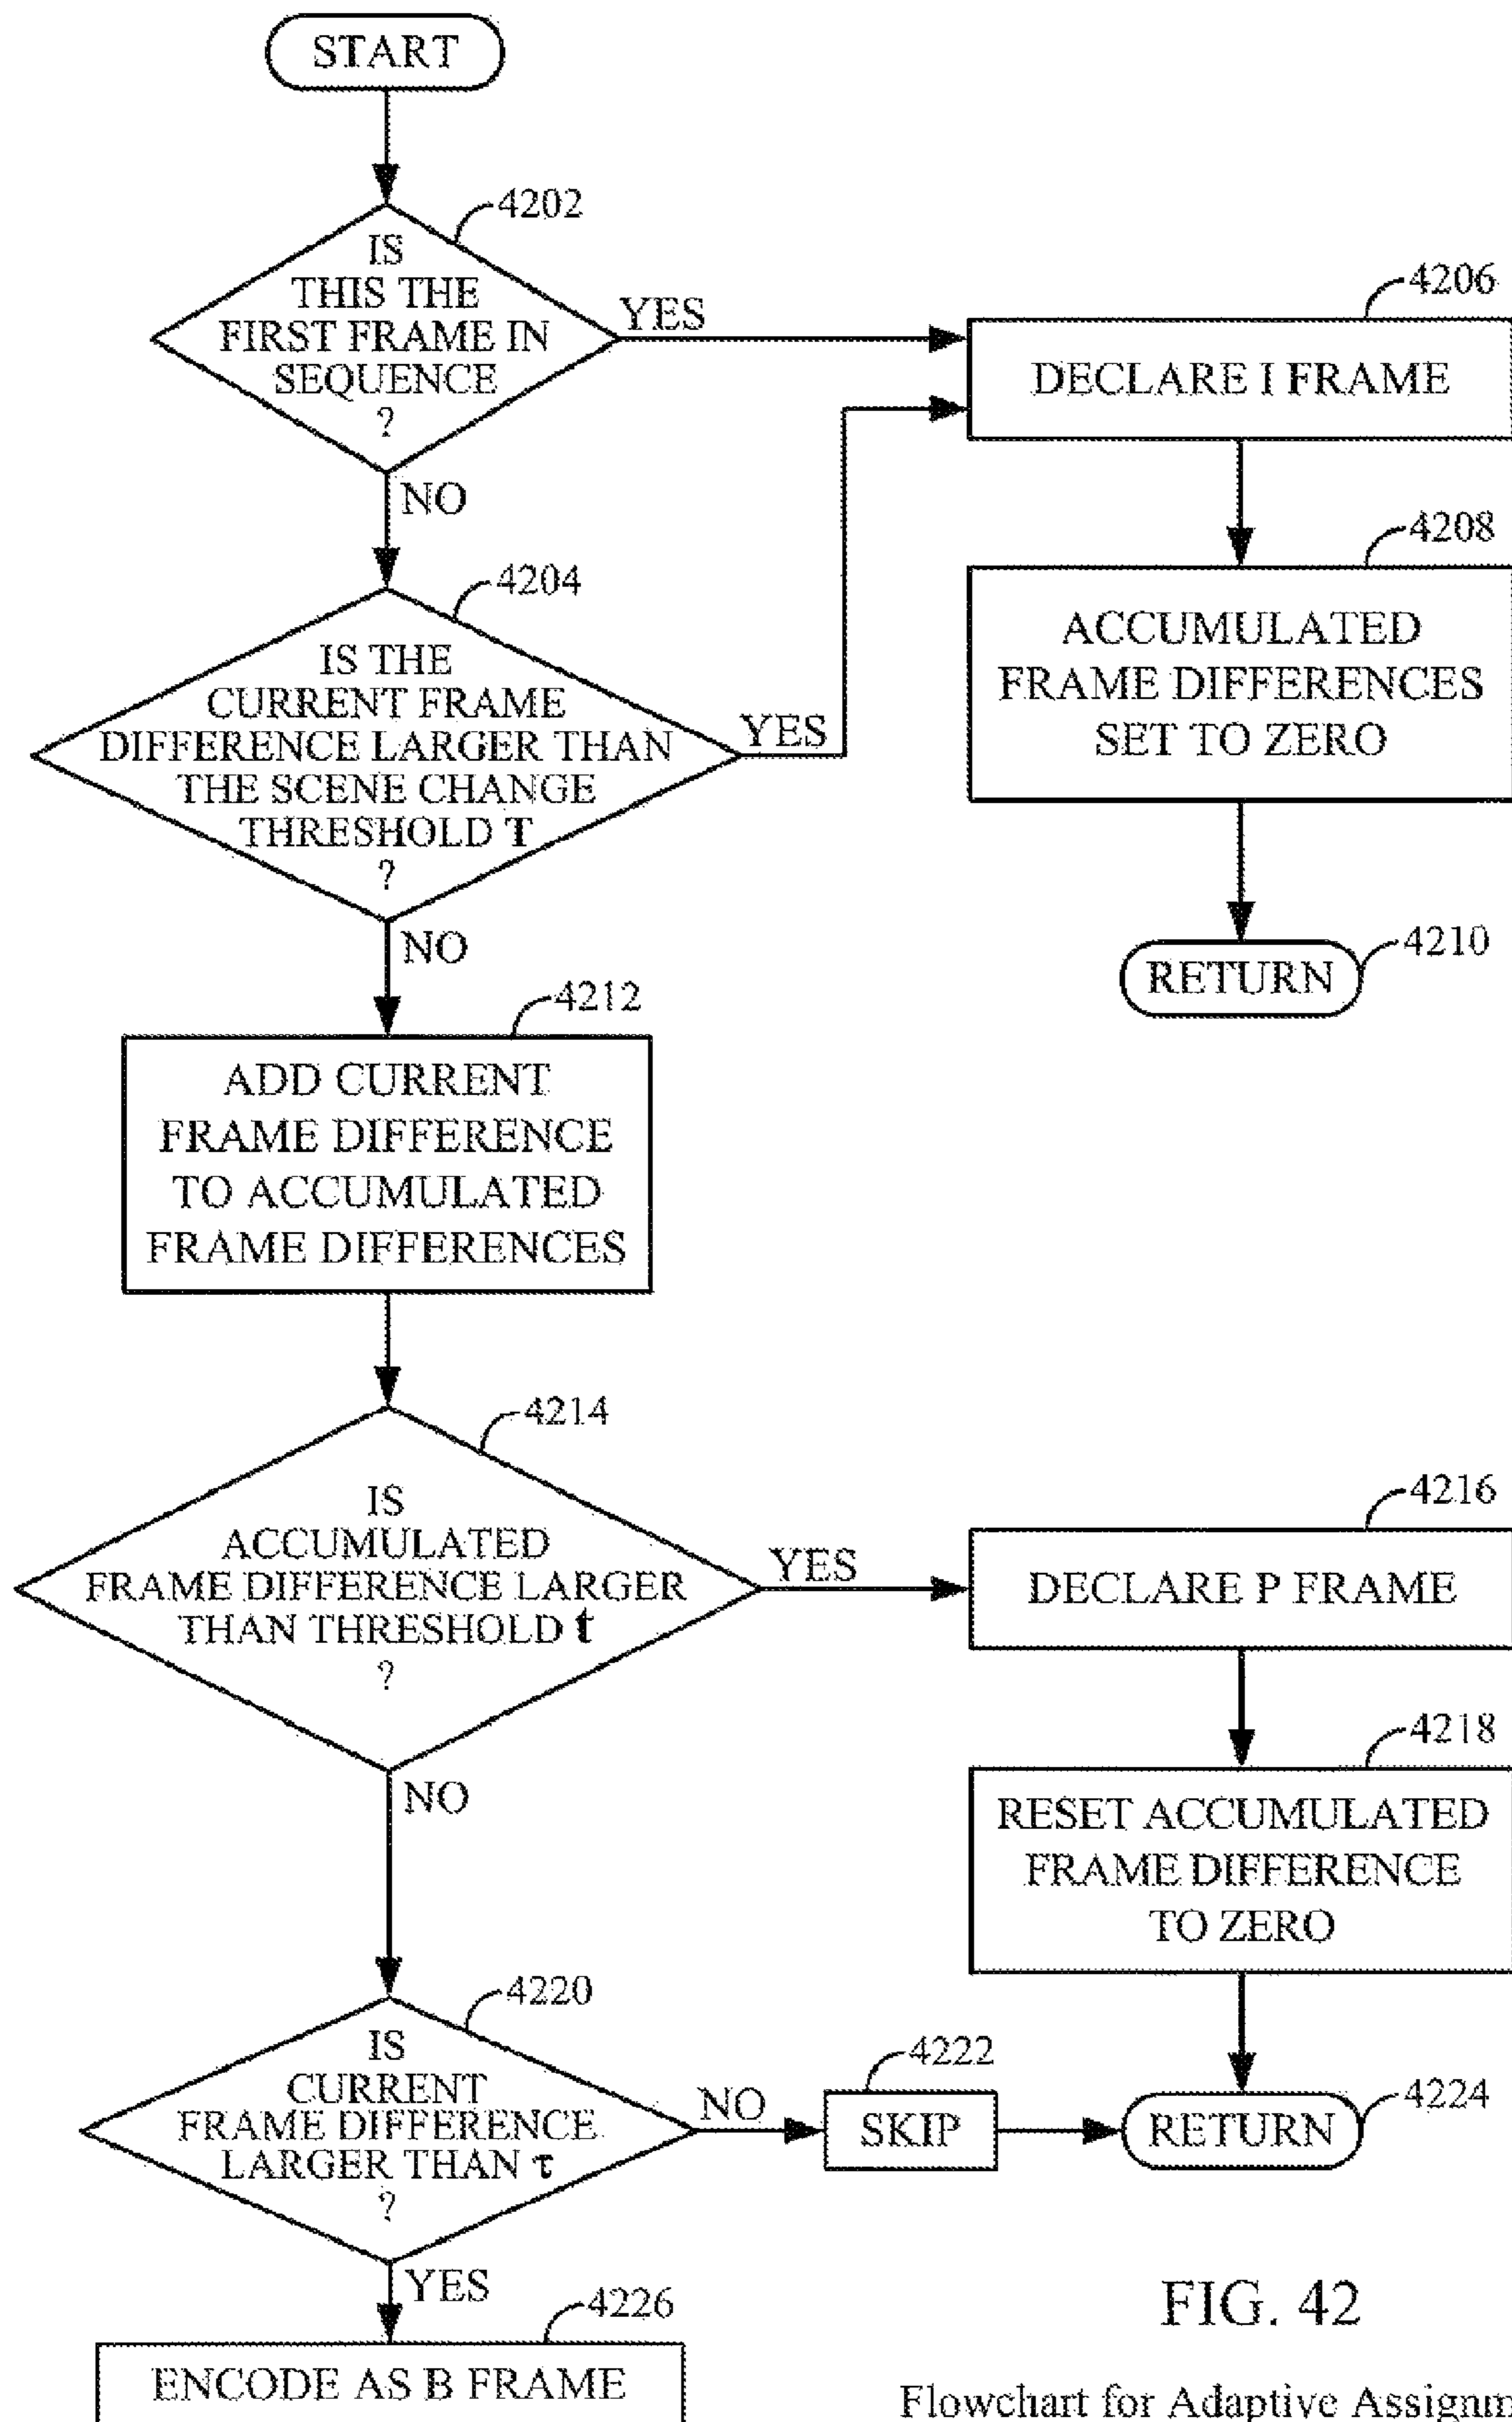 START
4202
IS
THIS THE
FIRST FRAME IN
SEQUENCE
?
YES
NO
4206
DECLARE I FRAME
4204
IS THE
CURRENT FRAME
DIFFERENCE LARGER THAN
THE SCENE CHANGE
THRESHOLD T
?
YES
NO
4208
ACCUMULATED
FRAME DIFFERENCES
SET TO ZERO
4210
RETURN
4212
ADD CURRENT
FRAME DIFFERENCE
TO ACCUMULATED
FRAME DIFFERENCES
4214
IS
ACCUMULATED
FRAME DIFFERENCE LARGER
THAN THRESHOLD t
?
YES
NO
4216
DECLARE P FRAME
4218
RESET ACCUMULATED
FRAME DIFFERENCE
TO ZERO
4220
IS
CURRENT
FRAME DIFFERENCE
LARGER THAN τ
?
NO
YES
4222
SKIP
4224
RETURN
4226
ENCODE AS B FRAME
FIG. 42
Flowchart for Adaptive